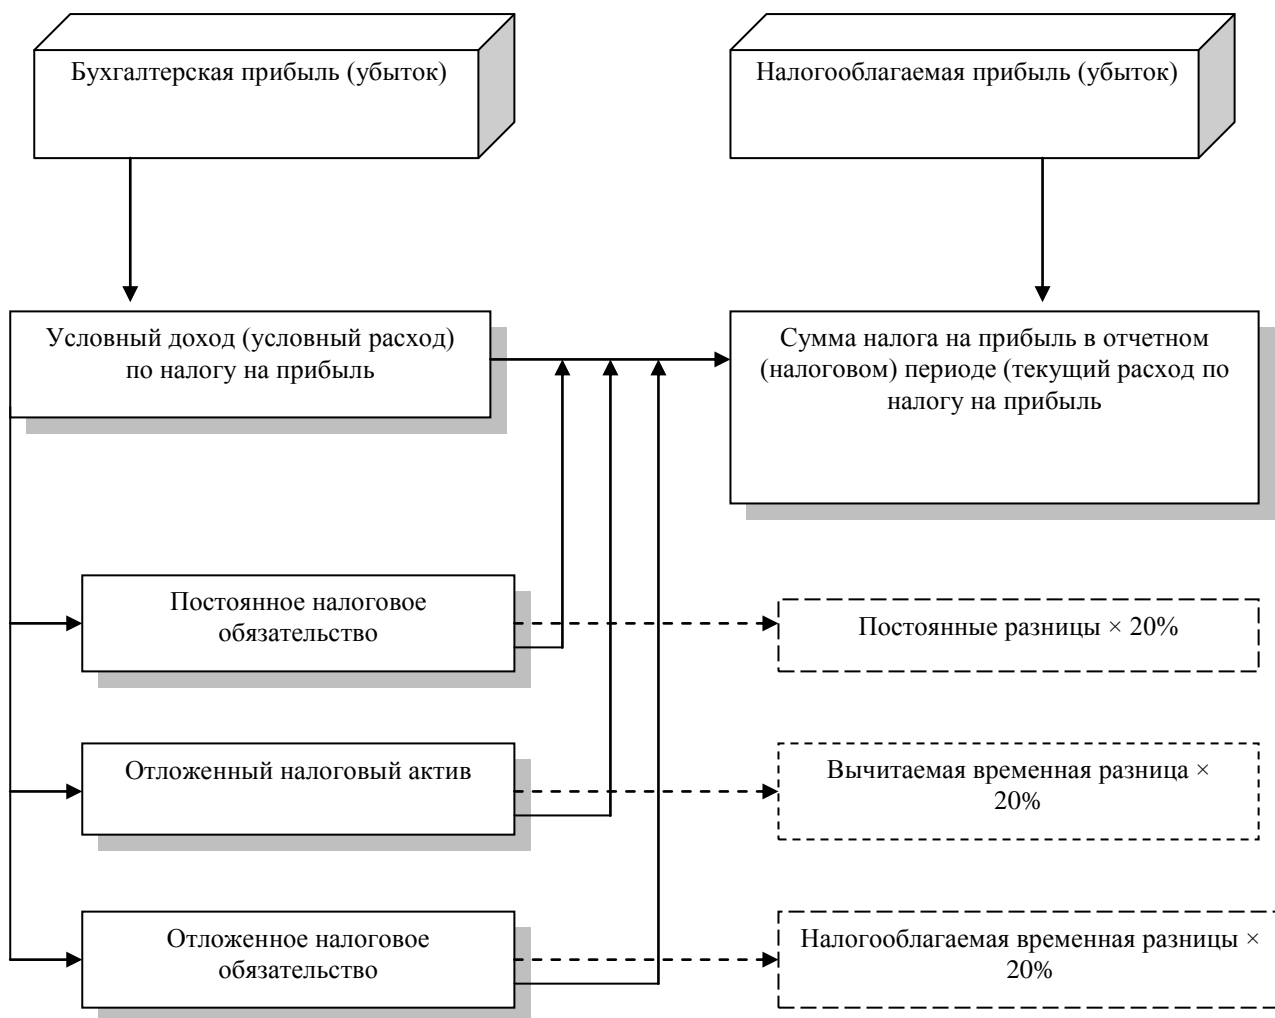 Бухгалтерская прибыль (убыток)
Налогооблагаемая прибыль (убыток)
Условный доход (условный расход)
по налогу на прибыль
Сумма налога на прибыль в отчетном
(налоговом) периоде (текущий расход по
налогу на прибыль
Постоянное налоговое
обязательство
Постоянные разницы × 20%
Отложенный налоговый актив
Вычитаемая временная разница ×
20%
Отложенное налоговое
обязательство
Налогооблагаемая временная разницы ×
20%